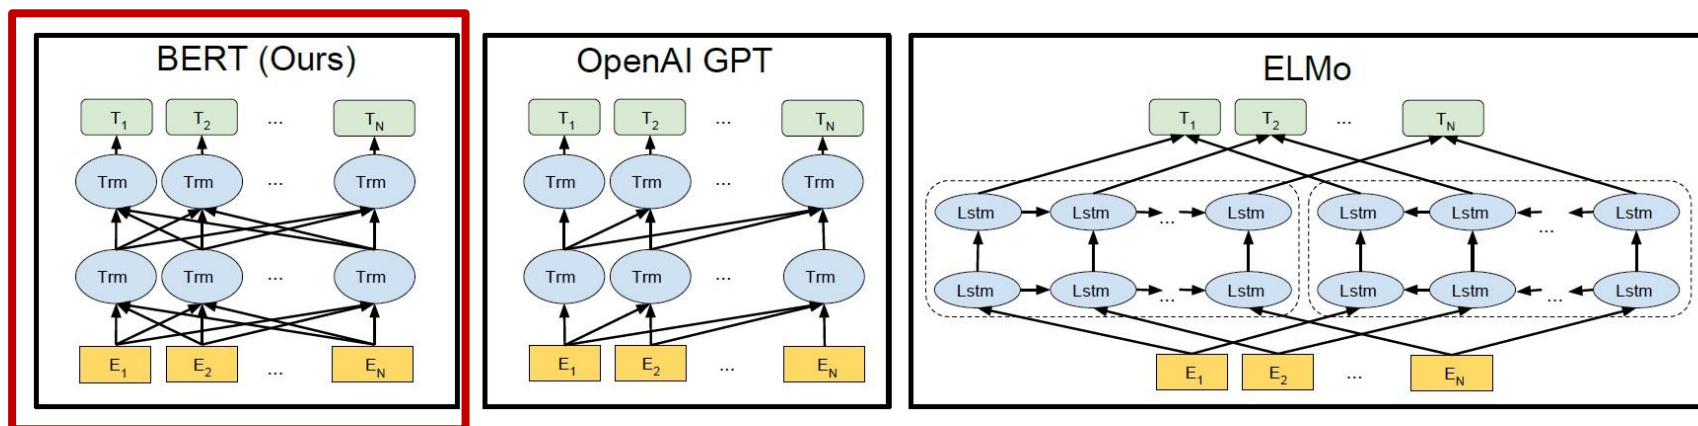 BERT (Ours)
T1 T2 ... TN
Trm Trm ... Trm
Trm Trm ... Trm
E1 E2 ... EN
OpenAI GPT
T1 T2 ... TN
Trm Trm ... Trm
Trm Trm ... Trm
E1 E2 ... EN
ELMo
T1 T2 ... TN
Lstm Lstm ... Lstm Lstm Lstm ... Lstm
Lstm Lstm ... Lstm Lstm Lstm ... Lstm
E1 E2 ... EN